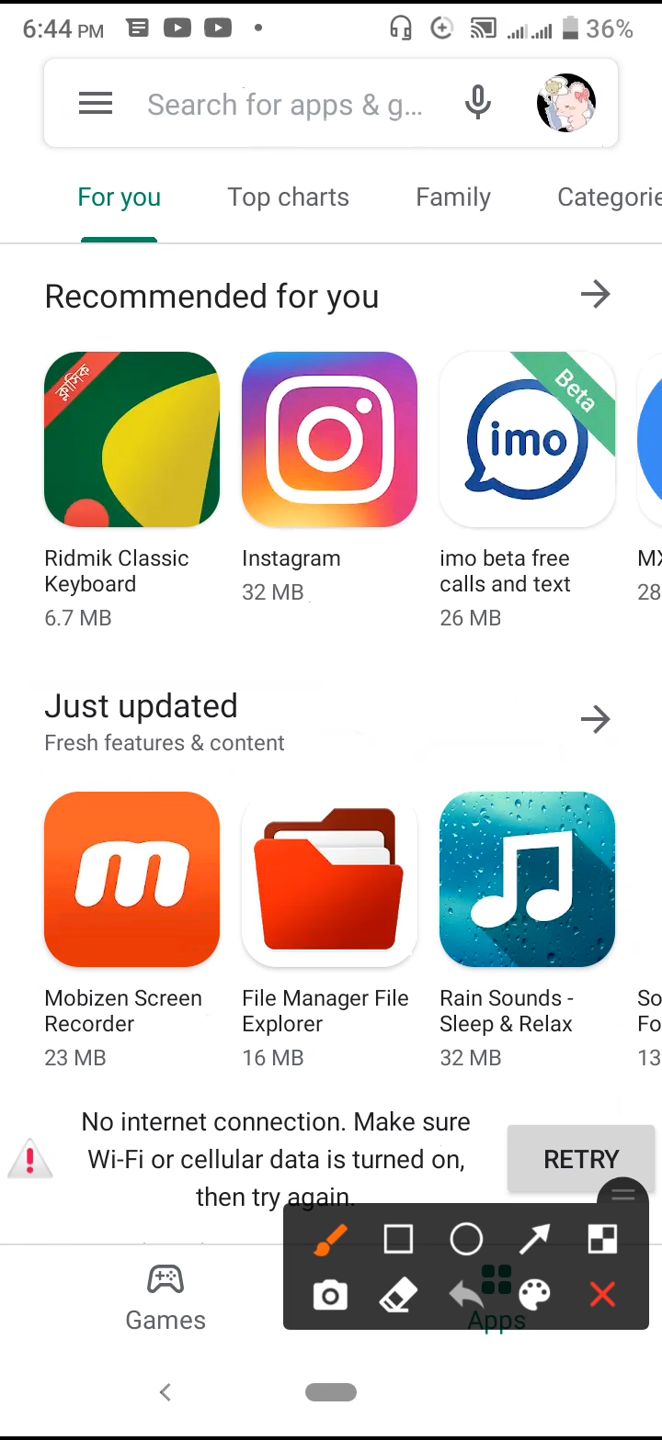 6:44 PM
36%
Search for apps & g...
For you
Top charts
Family
Categorie
Recommended for you
ক্লাসিক
Beta
imo
Ridmik Classic
Keyboard
6.7 MB
Instagram
32 MB
imo beta free
calls and text
26 MB
MX
28
Just updated
Fresh features & content
m
Mobizen Screen
Recorder
23 MB
File Manager File
Explorer
16 MB
Rain Sounds -
Sleep & Relax
32 MB
So
Fo
13
No internet connection. Make sure
Wi-Fi or cellular data is turned on,
then try again.
RETRY
Games
Apps